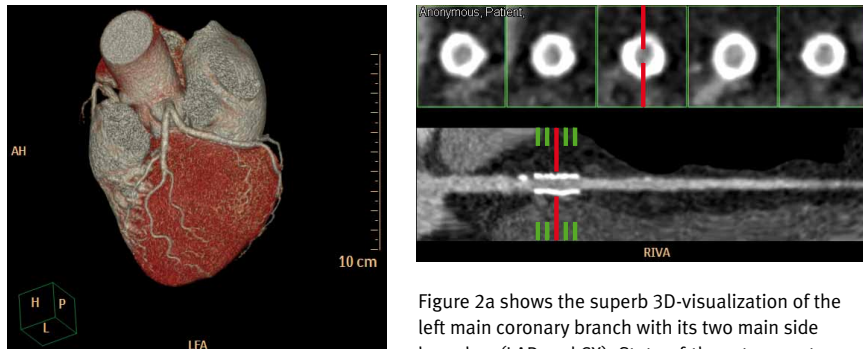 AH
10 cm
H
P
L
LFA
Anonymous, Patient,
RIVA
Figure 2a shows the superb 3D-visualization of the
left main coronary branch with its two main side